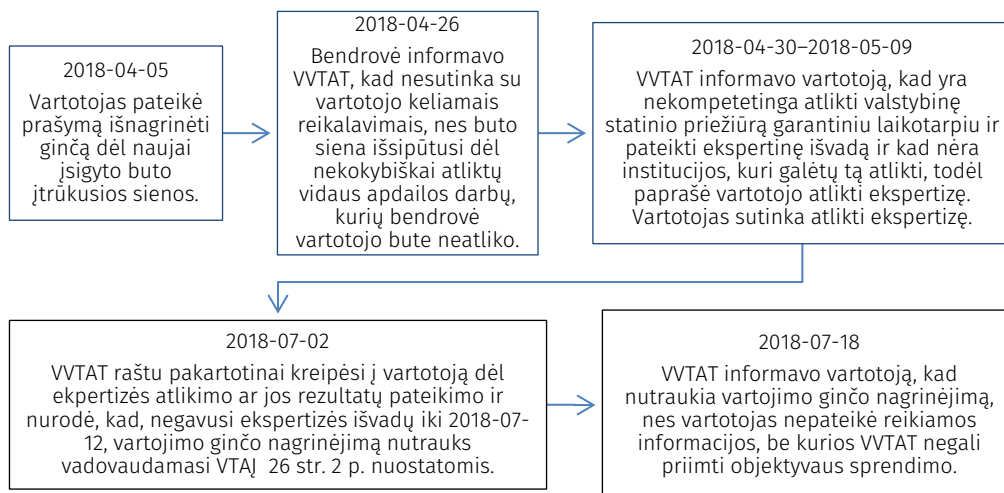 2018-04-05
Vartotojas pateikė
prašymą išnagrinėti
ginčą dėl naujai
įsigyto buto
įtrūkusios sienos.
2018-04-26
Bendrovė informavo
VVTAT, kad nesutinka su
vartotojo keliamais
reikalavimais, nes buto
siena išsipūtusi dėl
nekokybiškai atliktų
vidaus apdailos darbų,
kurių bendrovė
vartotojo bute neatliko.
2018-04-30–2018-05-09
VVTAT informavo vartotoją, kad yra
nekompetetinga atlikti valstybinę
statinio priežiūrą garantiniu laikotarpiu ir
pateikti ekspertinę išvadą ir kad nėra
institucijos, kuri galėtų tą atlikti, todėl
paprašė vartotojo atlikti ekspertizę.
Vartotojas sutinka atlikti ekspertizę.
2018-07-02
VVTAT raštu pakartotinai kreipėsi į vartotoją dėl
ekpertizės atlikimo ar jos rezultatų pateikimo ir
nurodė, kad, negavusi ekspertizės išvadų iki 2018-07-
12, vartojimo ginčo nagrinėjimą nutrauks
vadovaudamasi VTAĮ 26 str. 2 p. nuostatomis.
2018-07-18
VVTAT informavo vartotoją, kad
nutraukia vartojimo ginčo nagrinėjimą,
nes vartotojas nepateikė reikiamos
informacijos, be kurios VVTAT negali
priimti objektyvaus sprendimo.